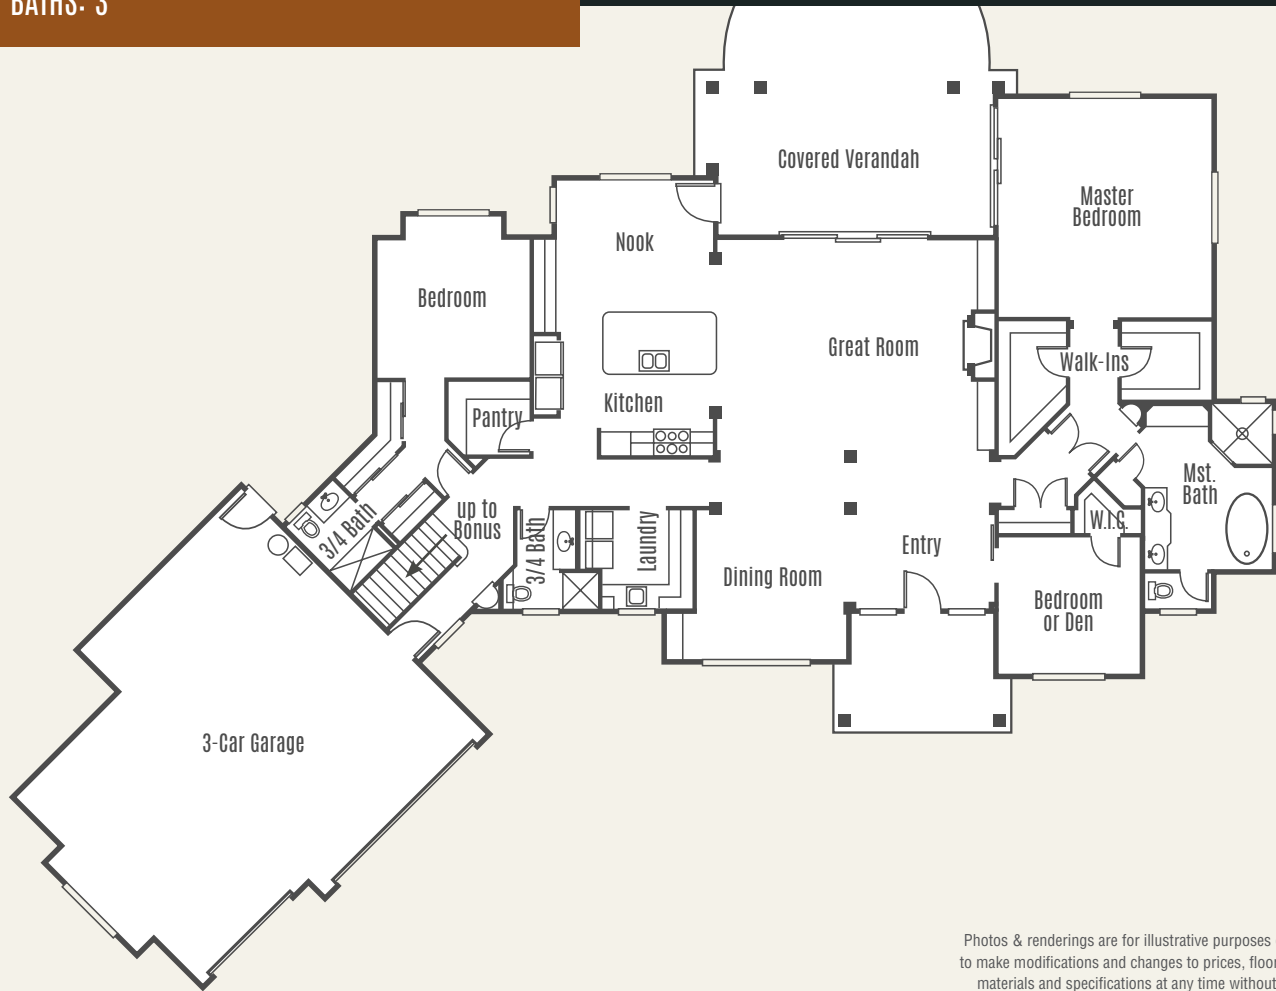 BATHS: 3
Covered Verandah
Master
Bedroom
Nook
Bedroom
Great Room
Walk-Ins
Kitchen
Pantry
Mst.
Bath
up to
Bonus
3/4 Bath
3/4 Bath
Laundry
W.I.C.
Entry
Dining Room
Bedroom
or Den
3-Car Garage
Photos & renderings are for illustrative purposes
to make modifications and changes to prices, floor
materials and specifications at any time without